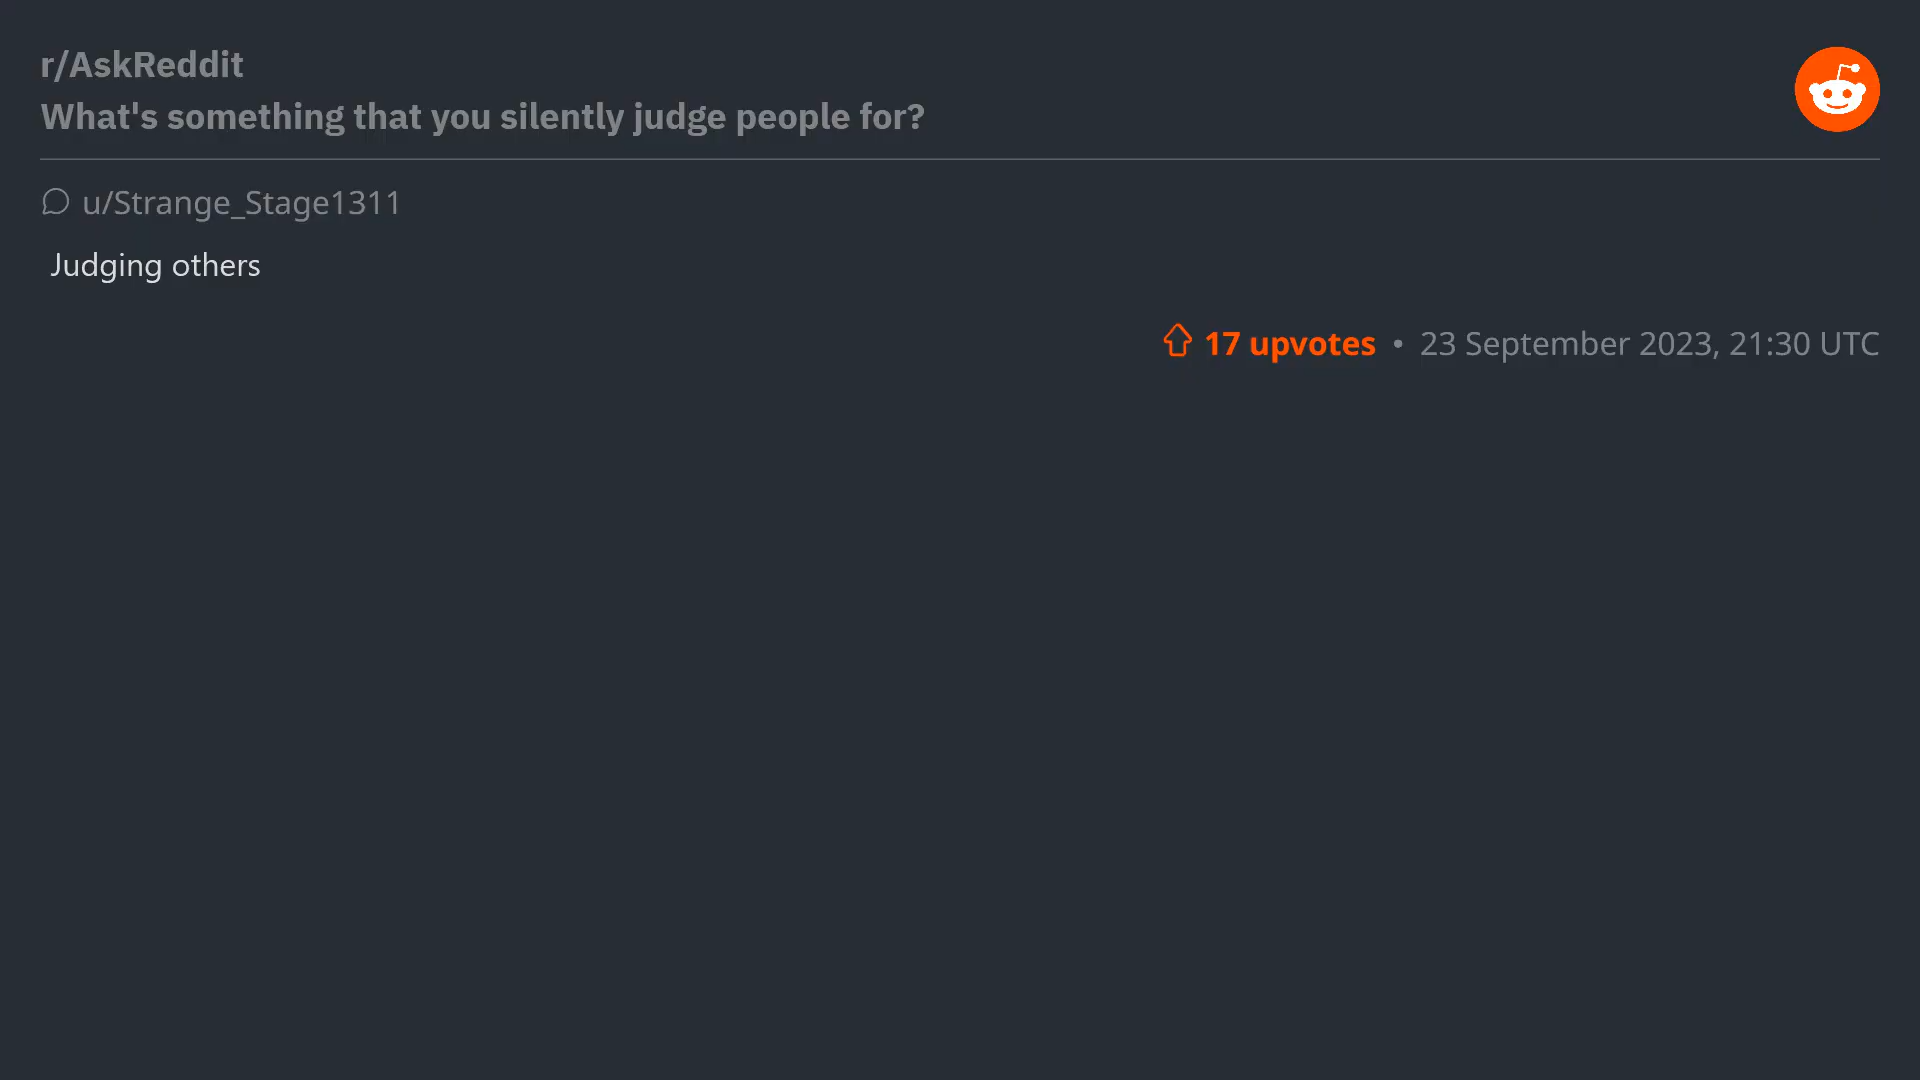 r/AskReddit
What's something that you silently judge people for?
u/Strange_Stage1311
Judging others
17 upvotes • 23 September 2023, 21:30 UTC